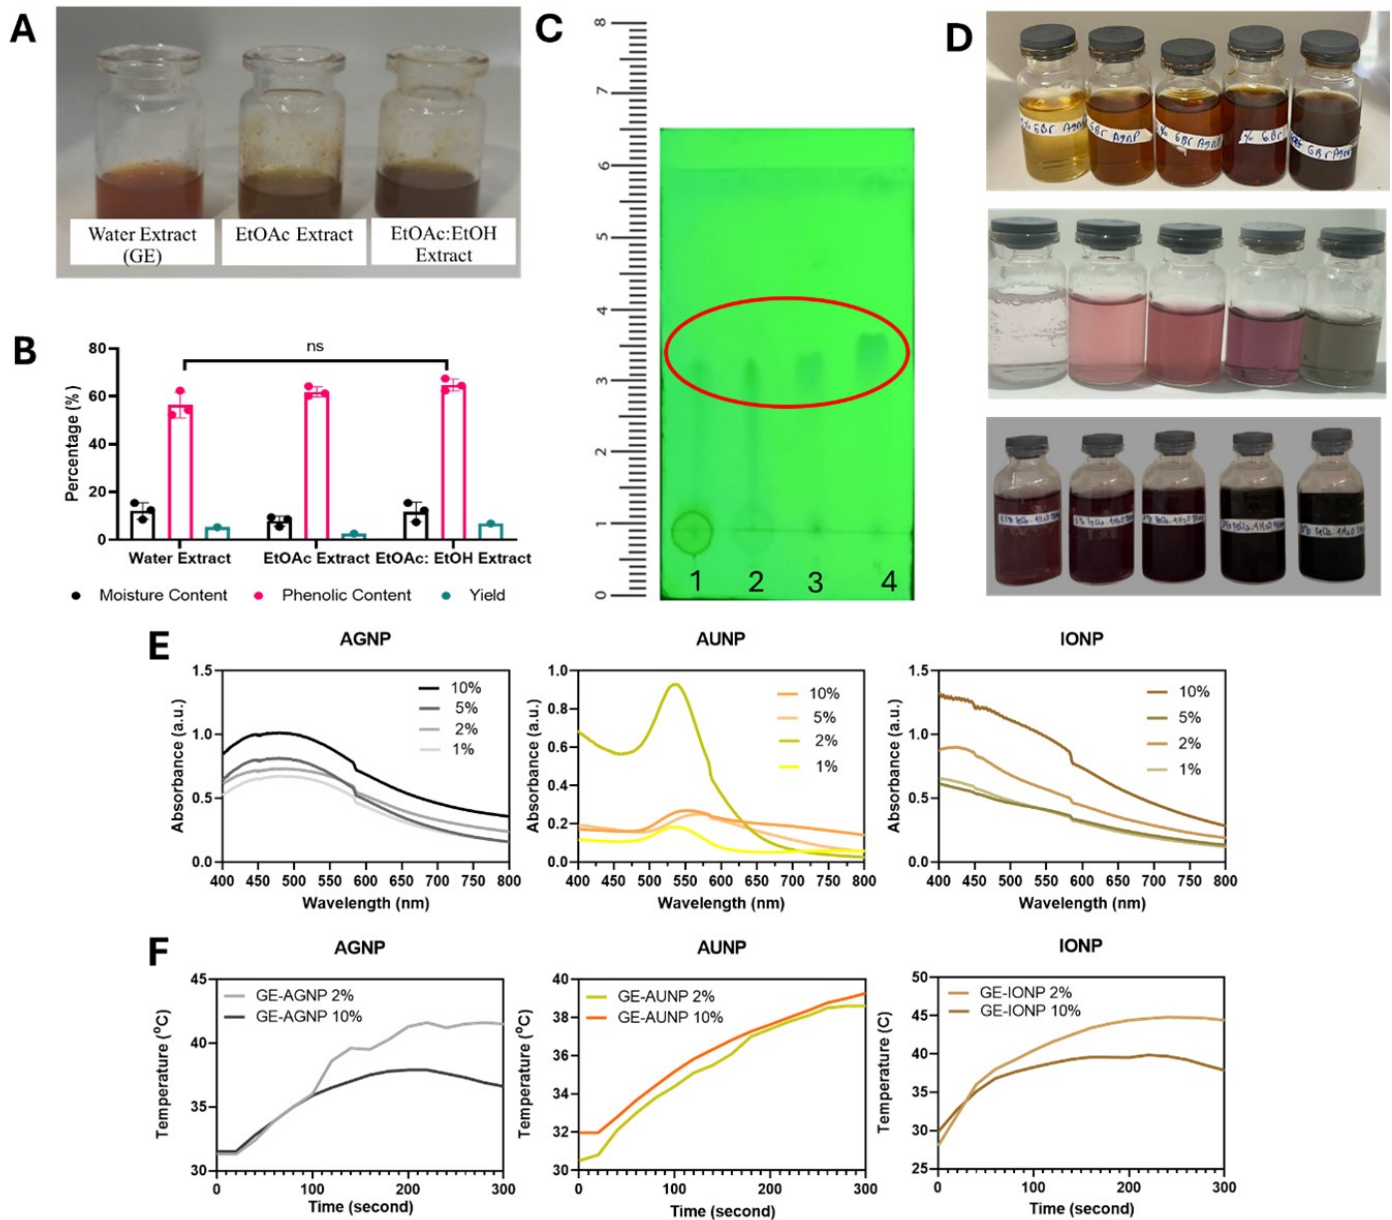 A
Water Extract
(GE)
EtOAc Extract
EtOAc:EtOH
Extract
B
ns
80
60
40
20
0
Percentage (%)
Water Extract
EtOAc Extract
EtOAc: EtOH Extract
Moisture Content
Phenolic Content
Yield
C
8
7
6
5
4
3
2
1
0
1 2 3 4
D
GBr AgNP
E
AGNP
Absorbance (a.u.)
1.5
1.0
0.5
0.0
10%
5%
2%
1%
400 450 500 550 600 650 700 750 800
Wavelength (nm)
AUNP
Absorbance (a.u.)
1.0
0.8
0.6
0.4
0.2
0.0
10%
5%
2%
1%
400 450 500 550 600 650 700 750 800
Wavelength (nm)
IONP
Absorbance (a.u.)
1.5
1.0
0.5
0.0
10%
5%
2%
1%
400 450 500 550 600 650 700 750 800
Wavelength (nm)
F
AGNP
Temperature (°C)
45
40
35
30
GE-AGNP 2%
GE-AGNP 10%
0 100 200 300
Time (second)
AUNP
Temperature (°C)
40
38
36
34
32
30
GE-AUNP 2%
GE-AUNP 10%
0 100 200 300
Time (second)
IONP
Temperature (C)
50
45
40
35
30
25
GE-IONP 2%
GE-IONP 10%
0 100 200 300
Time (second)